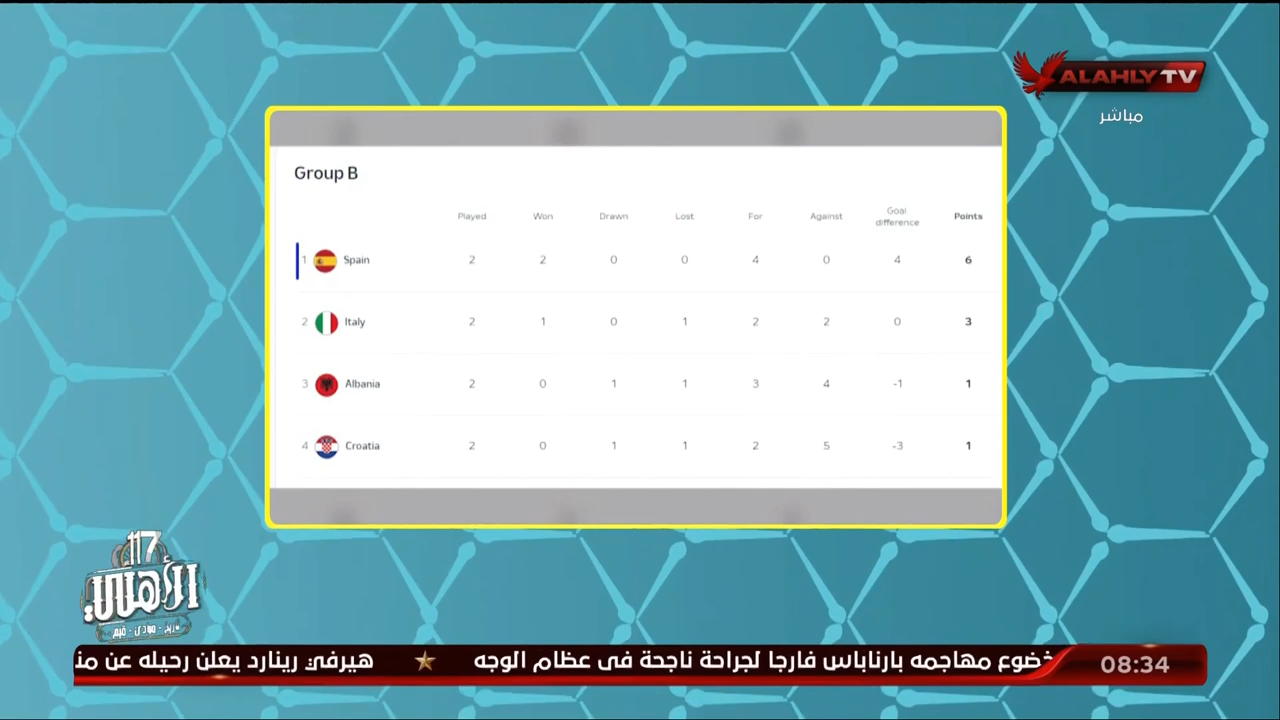 ALAHLY TV
مباشر
Group B
Played Won Drawn Lost For Against Goal difference Points
1 Spain 2 2 0 0 4 0 4 6
2 Italy 2 1 0 1 2 2 0 3
3 Albania 2 0 1 1 3 4 -1 1
4 Croatia 2 0 1 1 2 5 -3 1
117
الأهلي
خضوع مهاجمه بارناباس فارجا لجراحة ناجحة فى عظام الوجه ★ هيرفي رينارد يعلن رحيله عن
08:34